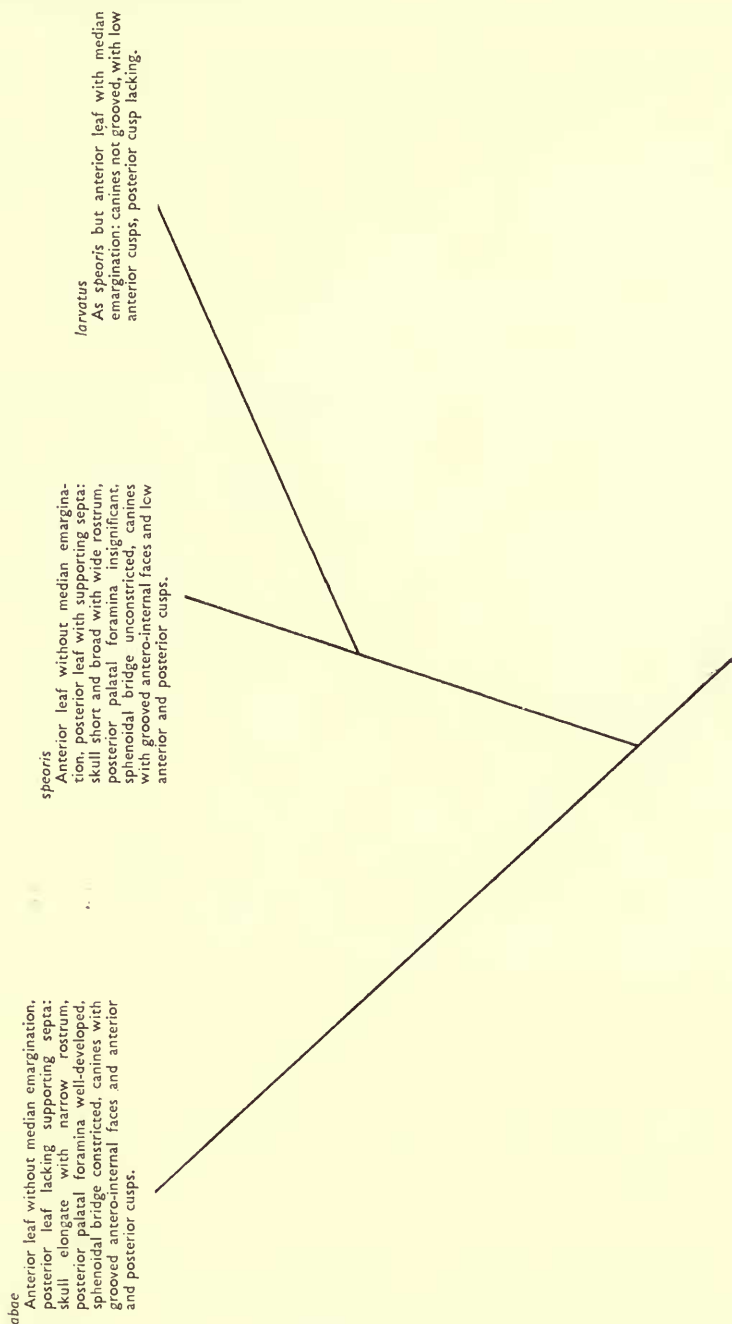 abae
Anterior leaf without median emargination,
posterior leaf lacking supporting septa:
skull elongate with narrow rostrum,
posterior palatal foramina well-developed,
sphenoidal bridge constricted, canines with
grooved antero-internal faces and anterior
and posterior cusps.
speoris
Anterior leaf without median emargina-
tion, posterior leaf with supporting septa:
skull short and broad with wide rostrum,
posterior palatal foramina insignificant,
sphenoidal bridge unconstricted, canines
with grooved antero-internal faces and low
anterior and posterior cusps.
larvatus
As speoris but anterior leaf with median
emargination: canines not grooved, with low
anterior cusps, posterior cusp lacking.